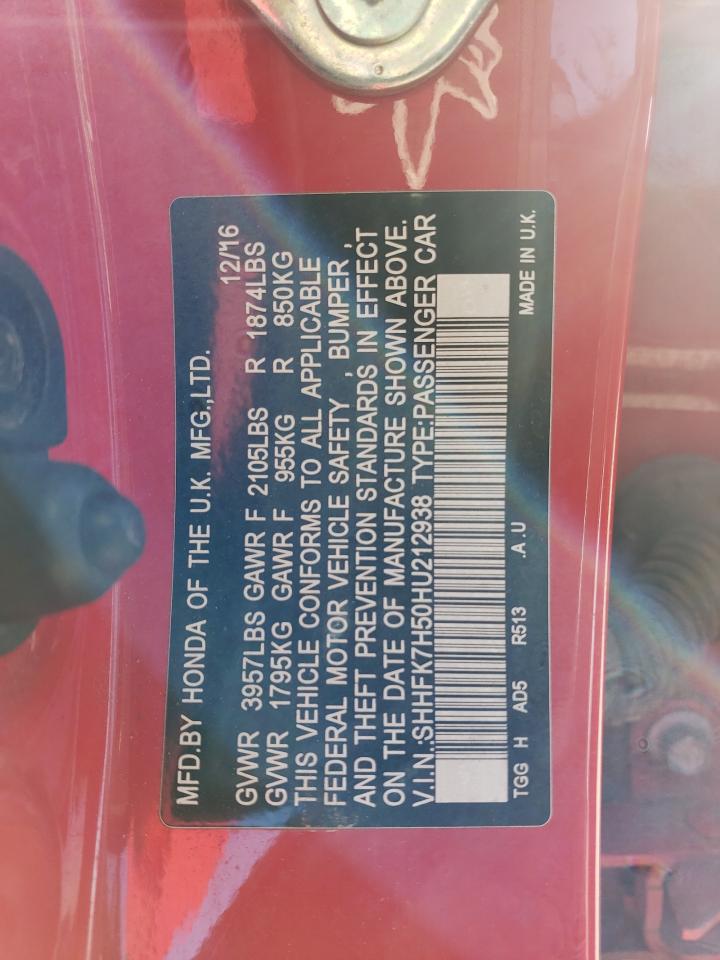 MFD.BY HONDA OF THE U.K. MFG.,LTD.
12/16
GVWR 3957LBS GAWR F 2105LBS R 1874LBS
GVWR 1795KG GAWR F 955KG R 850KG
THIS VEHICLE CONFORMS TO ALL APPLICABLE
FEDERAL MOTOR VEHICLE SAFETY , BUMPER ,
AND THEFT PREVENTION STANDARDS IN EFFECT
ON THE DATE OF MANUFACTURE SHOWN ABOVE.
V.I.N.:SHHFK7H50HU212938 TYPE:PASSENGER CAR
TGG H AD5 R513 .A.U MADE IN U.K.